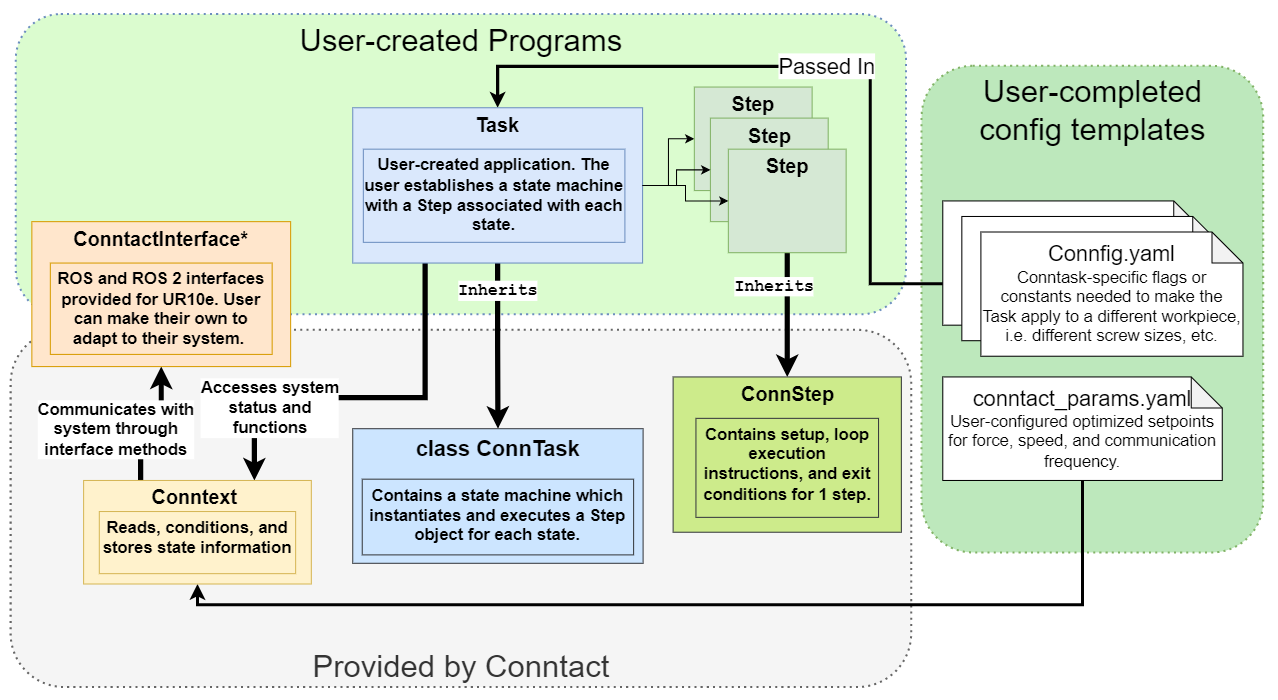 User-created Programs
Passed In
User-completed
config templates
Task
User-created application. The
user establishes a state machine
with a Step associated with each
state.
Step
Step
Step
ConntactInterface*
ROS and ROS 2 interfaces
provided for UR10e. User
can make their own to
adapt to their system.
Inherits
Inherits
Connfig.yaml
Conntask-specific flags or
constants needed to make the
Task apply to a different workpiece,
i.e. different screw sizes, etc.
conntact_params.yaml
User-configured optimized setpoints
for force, speed, and communication
frequency.
Communicates with
system through
interface methods
Accesses system
status and
functions
Conntext
Reads, conditions, and
stores state information
class ConnTask
Contains a state machine which
instantiates and executes a Step
object for each state.
ConnStep
Contains setup, loop
execution
instructions, and exit
conditions for 1 step.
Provided by Conntact